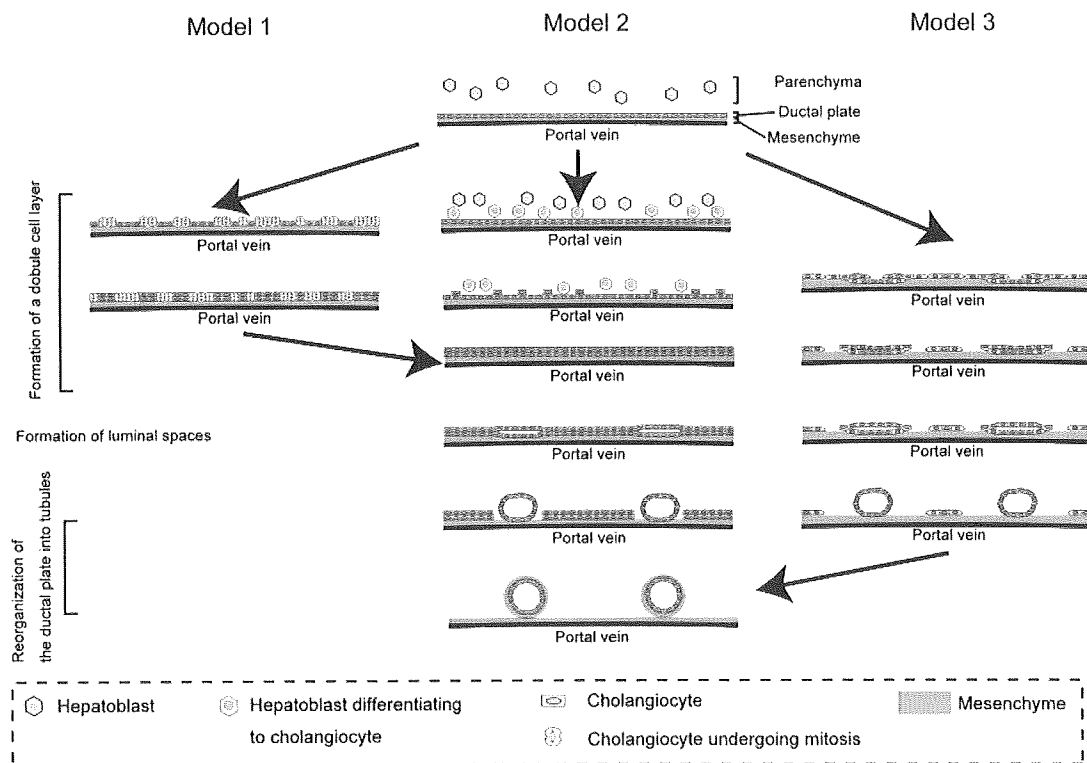 Model 1
Model 2
Model 3
Parenchyma
Ductal plate
Mesenchyme
Portal vein
Formation of a dobule cell layer
Portal vein
Portal vein
Portal vein
Portal vein
Portal vein
Portal vein
Portal vein
Formation of luminal spaces
Portal vein
Portal vein
Reorganization of
the ductal plate into tubules
Portal vein
Portal vein
Portal vein
Hepatoblast
Hepatoblast differentiating
to cholangiocyte
Cholangiocyte
Cholangiocyte undergoing mitosis
Mesenchyme